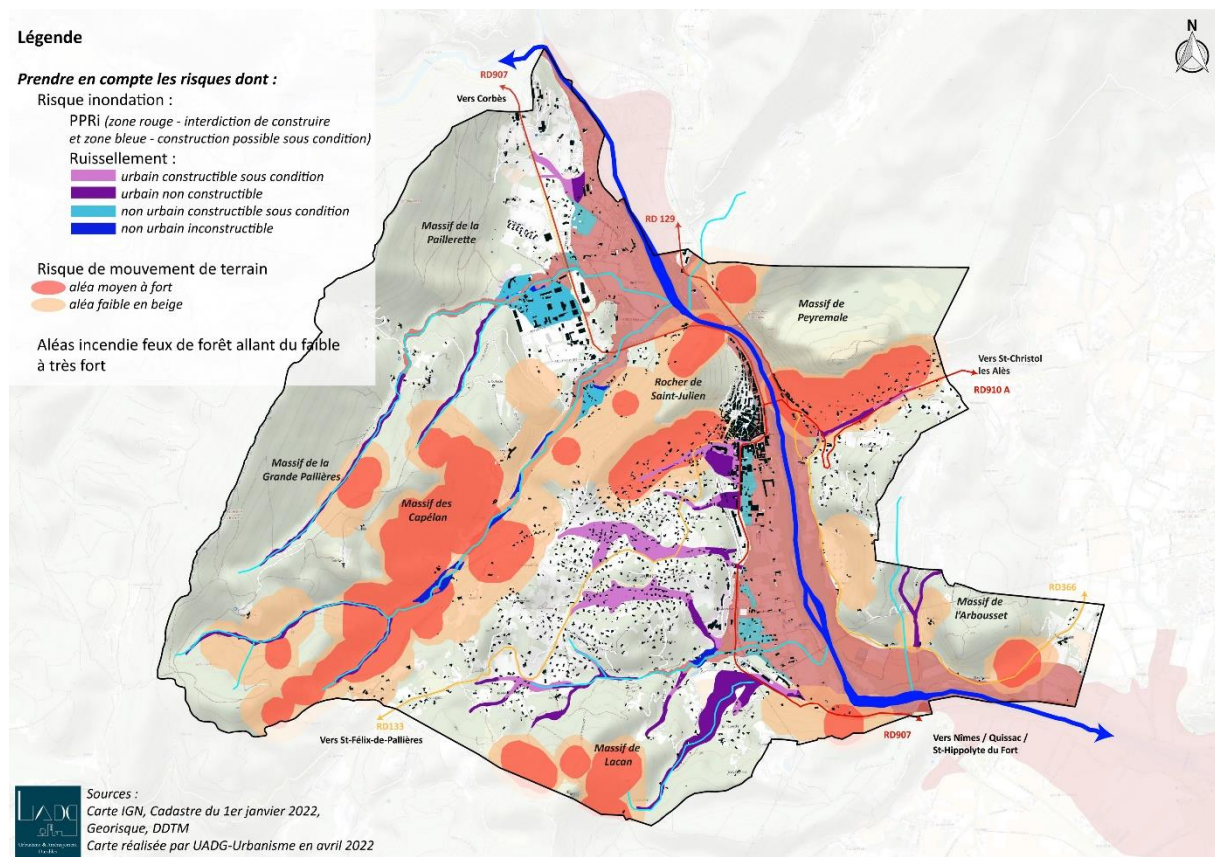 Légende
Prendre en compte les risques dont :
Risque inondation :
PPRi (zone rouge - interdiction de construire
et zone bleue - construction possible sous condition)
Ruissellement :
urbain constructible sous condition
urbain non constructible
non urbain constructible sous condition
non urbain inconstructible
Risque de mouvement de terrain
aléa moyen à fort
aléa faible en beige
Aléas incendie feux de forêt allant du faible
à très fort
N
RD907
Vers Corbès
RD 129
Massif de la
Paillerette
Massif de
Peyremale
Vers St-Christol
les Alès
RD910 A
Rocher de
Saint-Julien
Massif de la
Grande Pallières
Massif des
Capélan
RD366
Massif de
l'Arbousset
RD133
Vers St-Félix-de-Pallières
Massif de
Lacan
RD907
Vers Nîmes / Quissac /
St-Hippolyte du Fort
UADG
Urbanisme & Aménagement
Durables
Sources :
Carte IGN, Cadastre du 1er janvier 2022,
Georisque, DDTM
Carte réalisée par UADG-Urbanisme en avril 2022